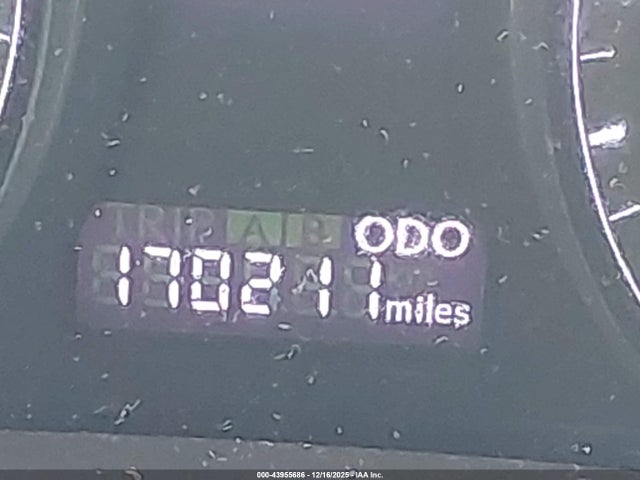 TRIP A B ODO
170211 miles
000-43955686 - 12/16/2025 - IAA Inc.